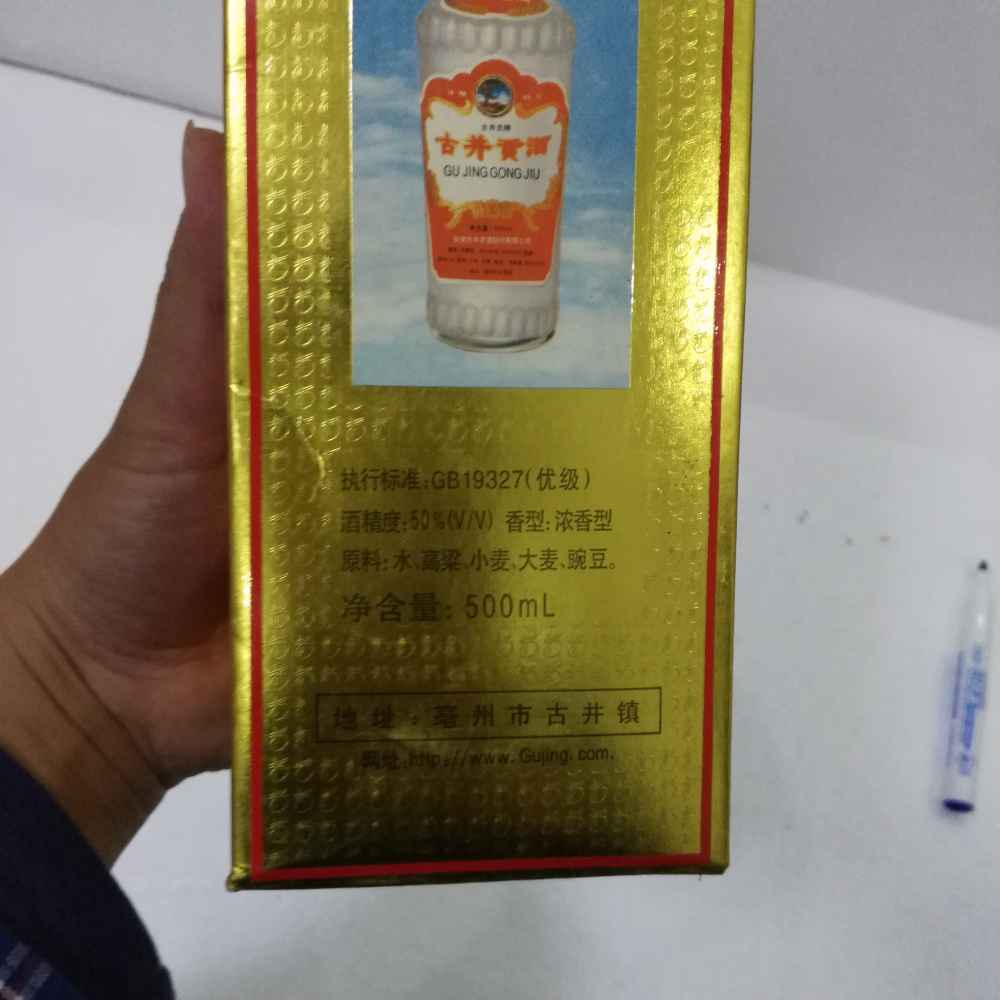 古井贡酒
GU JING GONG JIU
执行标准:GB19327(优级)
酒精度:50%(V/V) 香型:浓香型
原料:水、高粱、小麦、大麦、豌豆。
净含量: 500mL
地址:亳州市古井镇
网址:http://www.Gujing.com.